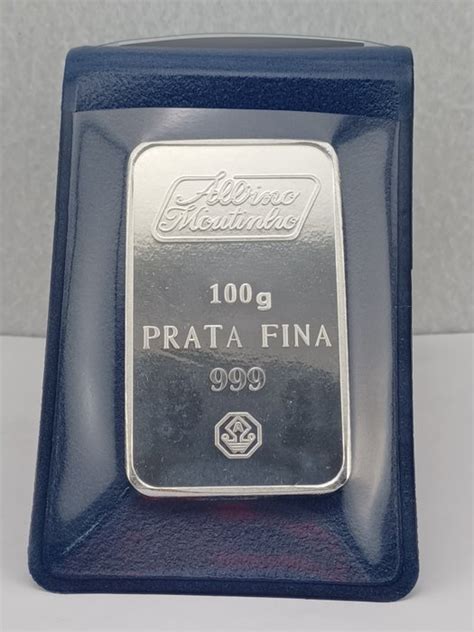 Albino
Moutinho
100g
PRATA FINA
999
A